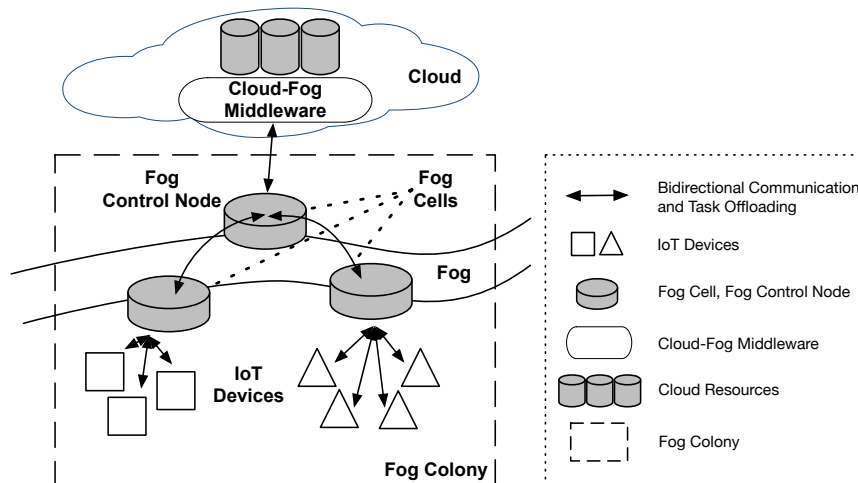 Cloud
Cloud-Fog
Middleware
Fog
Control Node
Fog
Cells
Fog
IoT
Devices
Fog Colony
Bidirectional Communication
and Task Offloading
IoT Devices
Fog Cell, Fog Control Node
Cloud-Fog Middleware
Cloud Resources
Fog Colony